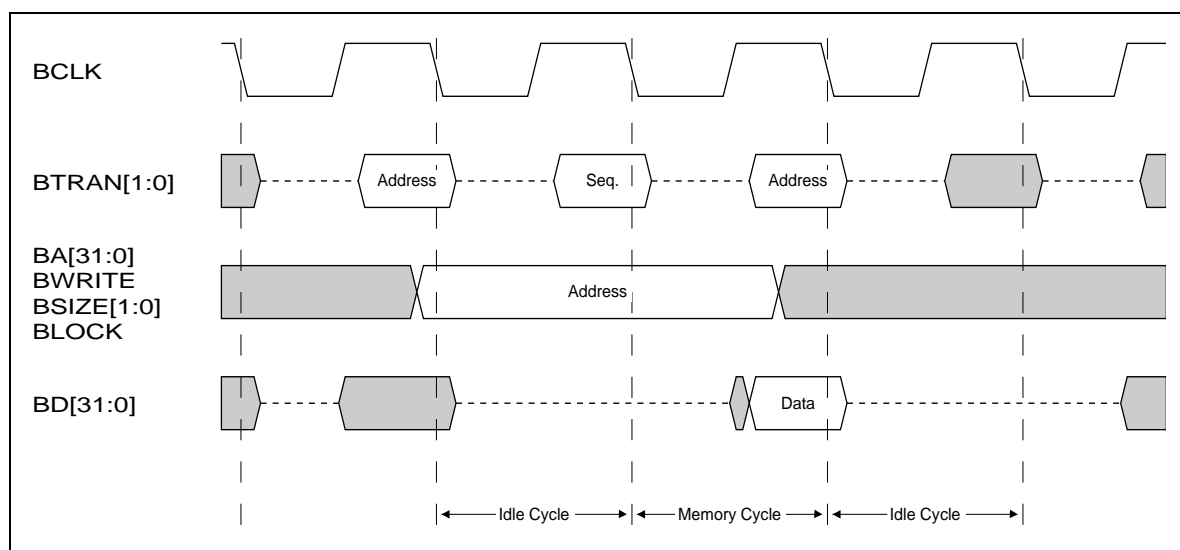 BCLK
BTRAN[1:0]
Address
Seq.
Address
BA[31:0]
BWRITE
BSIZE[1:0]
BLOCK
Address
BD[31:0]
Data
Idle Cycle
Memory Cycle
Idle Cycle